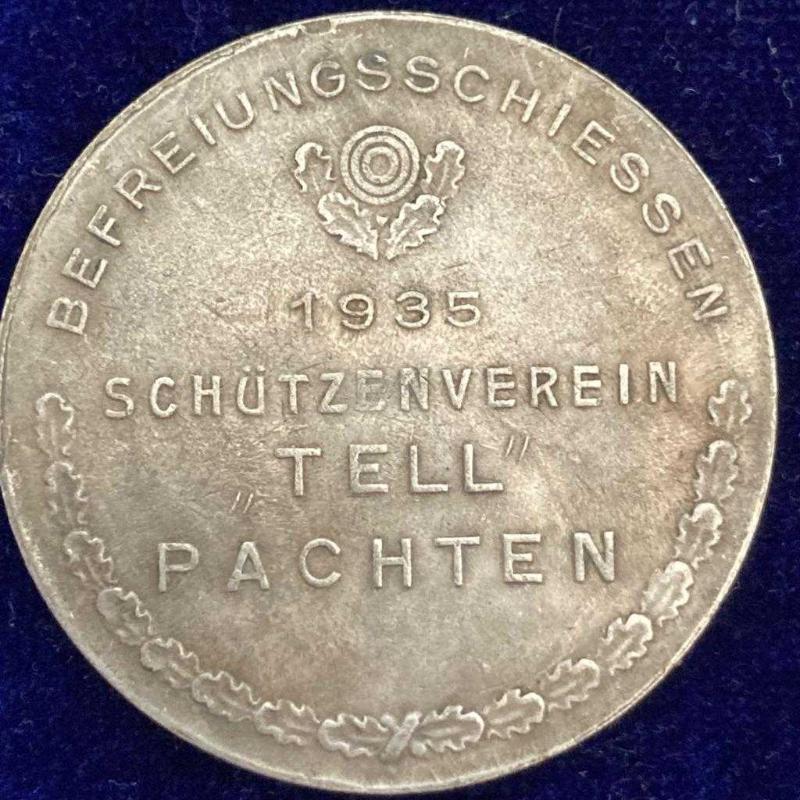 BEFREIUNGSSCHIESSEN
1935
SCHÜTZENVEREIN
„TELL”
PACHTEN